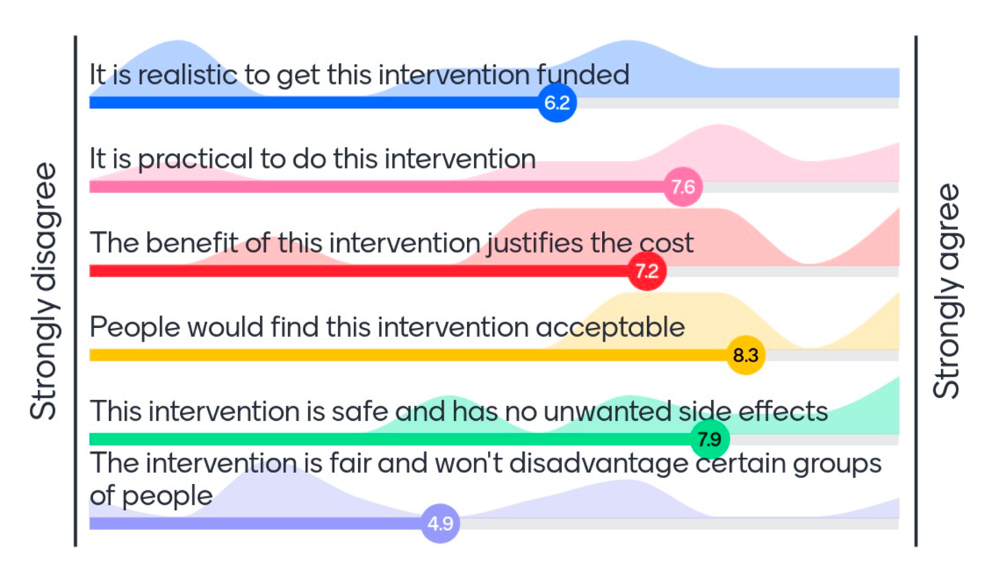 Strongly disagree
It is realistic to get this intervention funded
6.2
It is practical to do this intervention
7.6
The benefit of this intervention justifies the cost
7.2
People would find this intervention acceptable
8.3
This intervention is safe and has no unwanted side effects
7.9
The intervention is fair and won't disadvantage certain groups
of people
4.9
Strongly agree